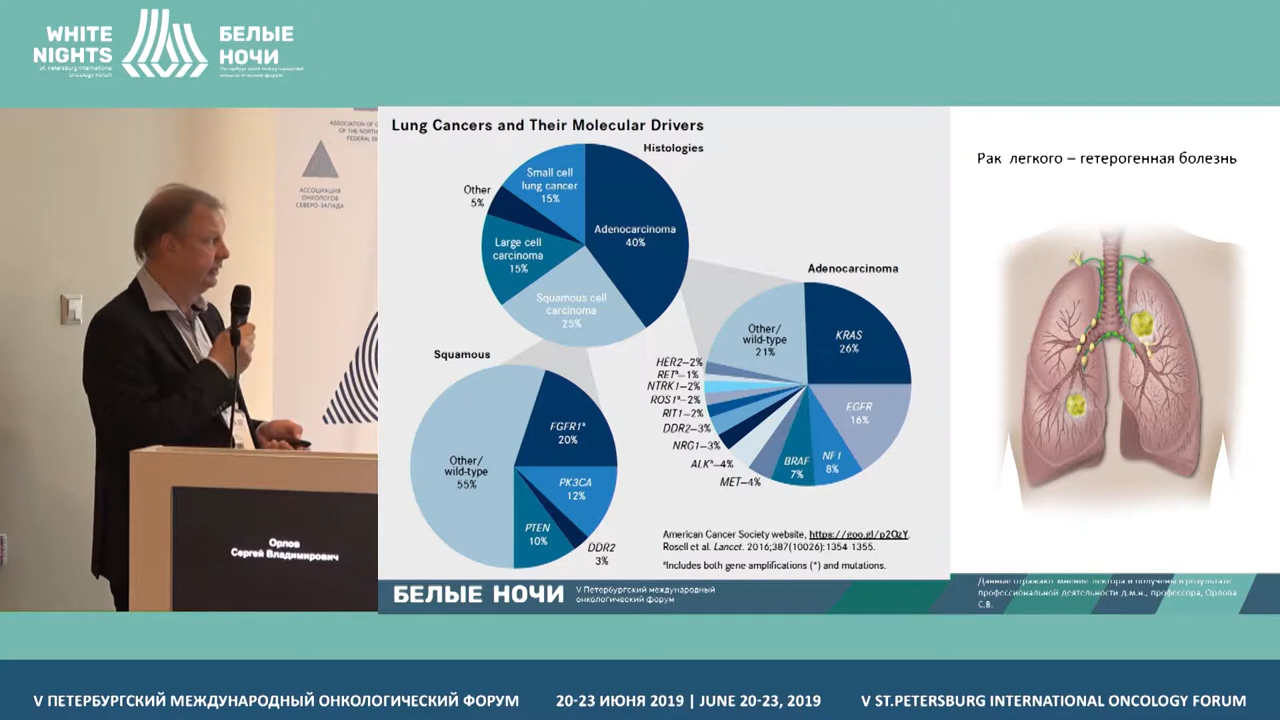 WHITE
NIGHTS
St. Petersburg International
Oncology Forum
БЕЛЫЕ
НОЧИ
Петербургский международный
онкологический форум
ASSOCIATION OF
OF THE NORTH
FEDERAL
АССОЦИАЦИЯ
ОНКОЛОГОВ
СЕВЕРО-ЗАПАДА
Орлов
Сергей Владимирович
Lung Cancers and Their Molecular Drivers
Histologies
Small cell
lung cancer
15%
Other
5%
Adenocarcinoma
40%
Large cell
carcinoma
15%
Squamous cell
carcinoma
25%
Adenocarcinoma
Other/
wild-type
21%
KRAS
26%
HER2–2%
RETª–1%
NTRK1–2%
ROS1ª–2%
RIT1–2%
DDR2–3%
NRG1–3%
ALKª–4%
MET–4%
EGFR
16%
NF1
8%
BRAF
7%
Squamous
FGFR1ª
20%
Other/
wild-type
55%
PK3CA
12%
PTEN
10%
DDR2
3%
American Cancer Society website, https://goo.gl/p2QzY.
Rosell et al. Lancet. 2016;387(10026):1354 1355.
ªIncludes both gene amplifications (*) and mutations.
БЕЛЫЕ НОЧИ
V Петербургский международный
онкологический форум
Рак легкого – гетерогенная болезнь
Данные отражают мнение лектора и получены в результате
профессиональной деятельности д.м.н., профессора, Орлова
С.В.
V ПЕТЕРБУРГСКИЙ МЕЖДУНАРОДНЫЙ ОНКОЛОГИЧЕСКИЙ ФОРУМ
20-23 ИЮНЯ 2019 | JUNE 20-23, 2019
V ST.PETERSBURG INTERNATIONAL ONCOLOGY FORUM